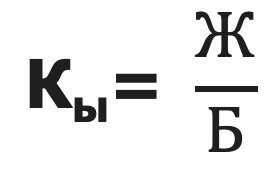 Кы = Ж
Б